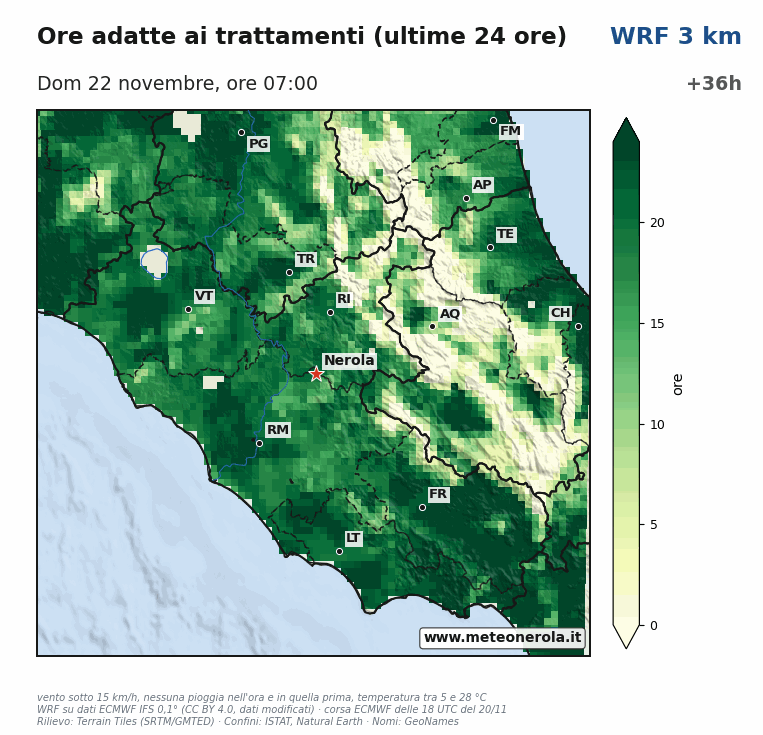 Ore adatte ai trattamenti (ultime 24 ore) WRF 3 km
Dom 22 novembre, ore 07:00 +36h
FM
PG
AP
TE
TR
VT
RI
AQ
CH
Nerola
RM
FR
LT
20
15
10
5
0
ore
www.meteonerola.it
vento sotto 15 km/h, nessuna pioggia nell'ora e in quella prima, temperatura tra 5 e 28 °C
WRF su dati ECMWF IFS 0,1° (CC BY 4.0, dati modificati) · corsa ECMWF delle 18 UTC del 20/11
Rilievo: Terrain Tiles (SRTM/GMTED) · Confini: ISTAT, Natural Earth · Nomi: GeoNames